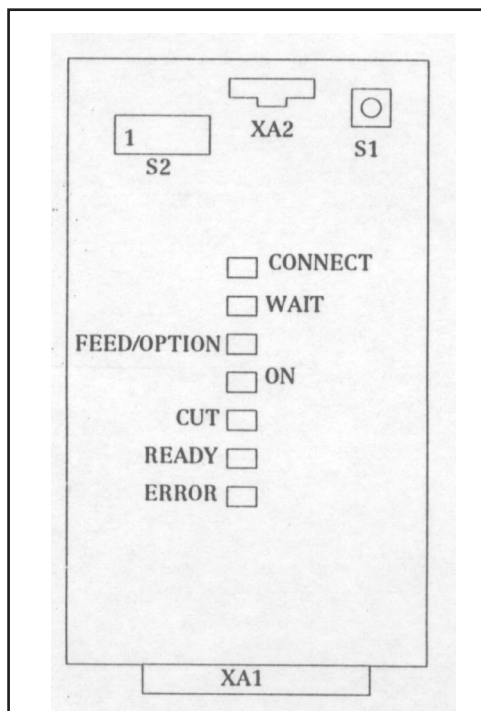 XA2
1
S1
S2
CONNECT
WAIT
FEED/OPTION
ON
CUT
READY
ERROR
XA1